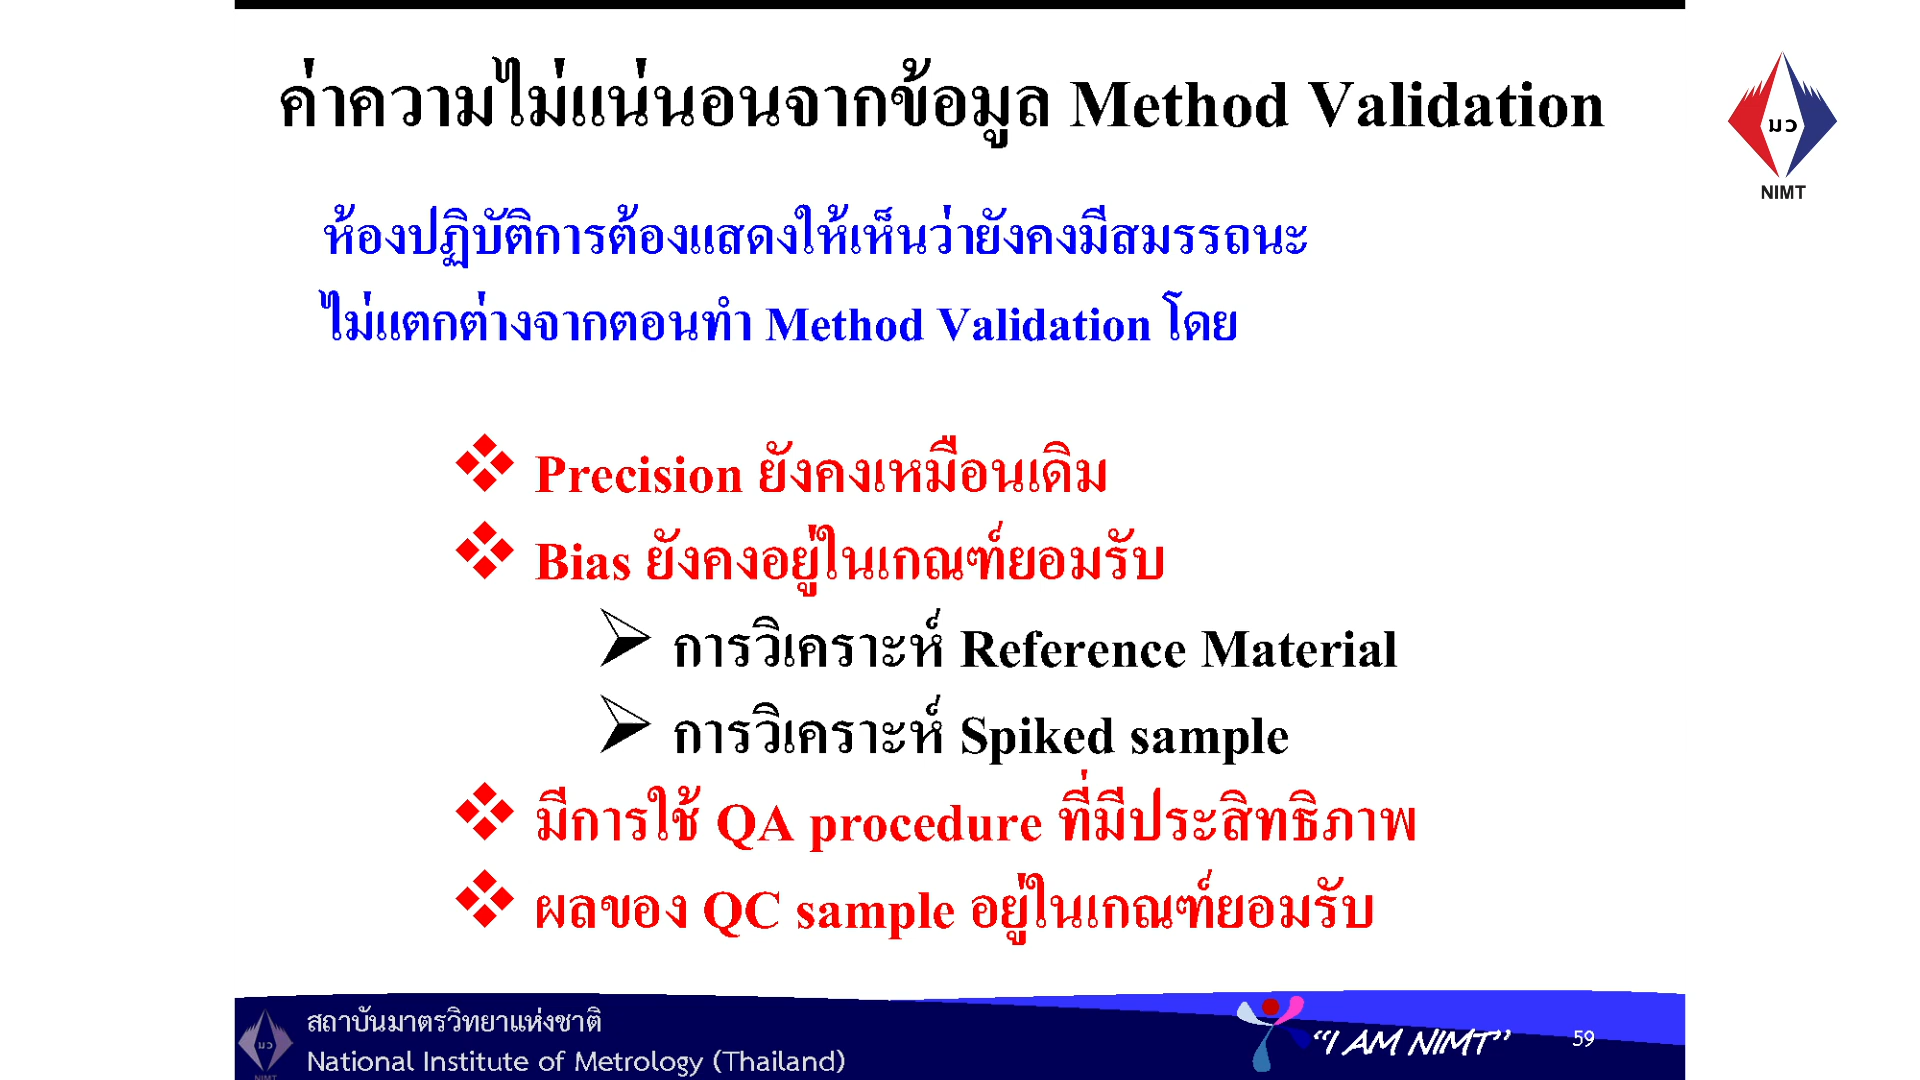 ค่าความไม่แน่นอนจากข้อมูล Method Validation
มว
NIMT
ห้องปฏิบัติการต้องแสดงให้เห็นว่ายังคงมีสมรรถนะ
ไม่แตกต่างจากตอนทำ Method Validation โดย
❖ Precision ยังคงเหมือนเดิม
❖ Bias ยังคงอยู่ในเกณฑ์ยอมรับ
➢ การวิเคราะห์ Reference Material
➢ การวิเคราะห์ Spiked sample
❖ มีการใช้ QA procedure ที่มีประสิทธิภาพ
❖ ผลของ QC sample อยู่ในเกณฑ์ยอมรับ
มว
NIMT
สถาบันมาตรวิทยาแห่งชาติ
National Institute of Metrology (Thailand)
“I AM NIMT”
59